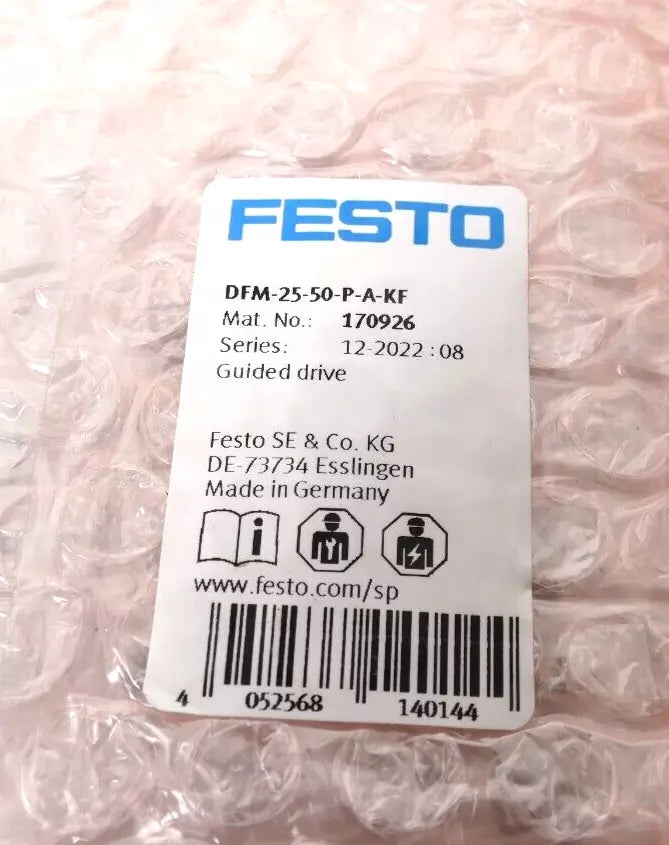 FESTO
DFM-25-50-P-A-KF
Mat. No.: 170926
Series: 12-2022 : 08
Guided drive
Festo SE & Co. KG
DE-73734 Esslingen
Made in Germany
i
www.festo.com/sp
4 052568 140144